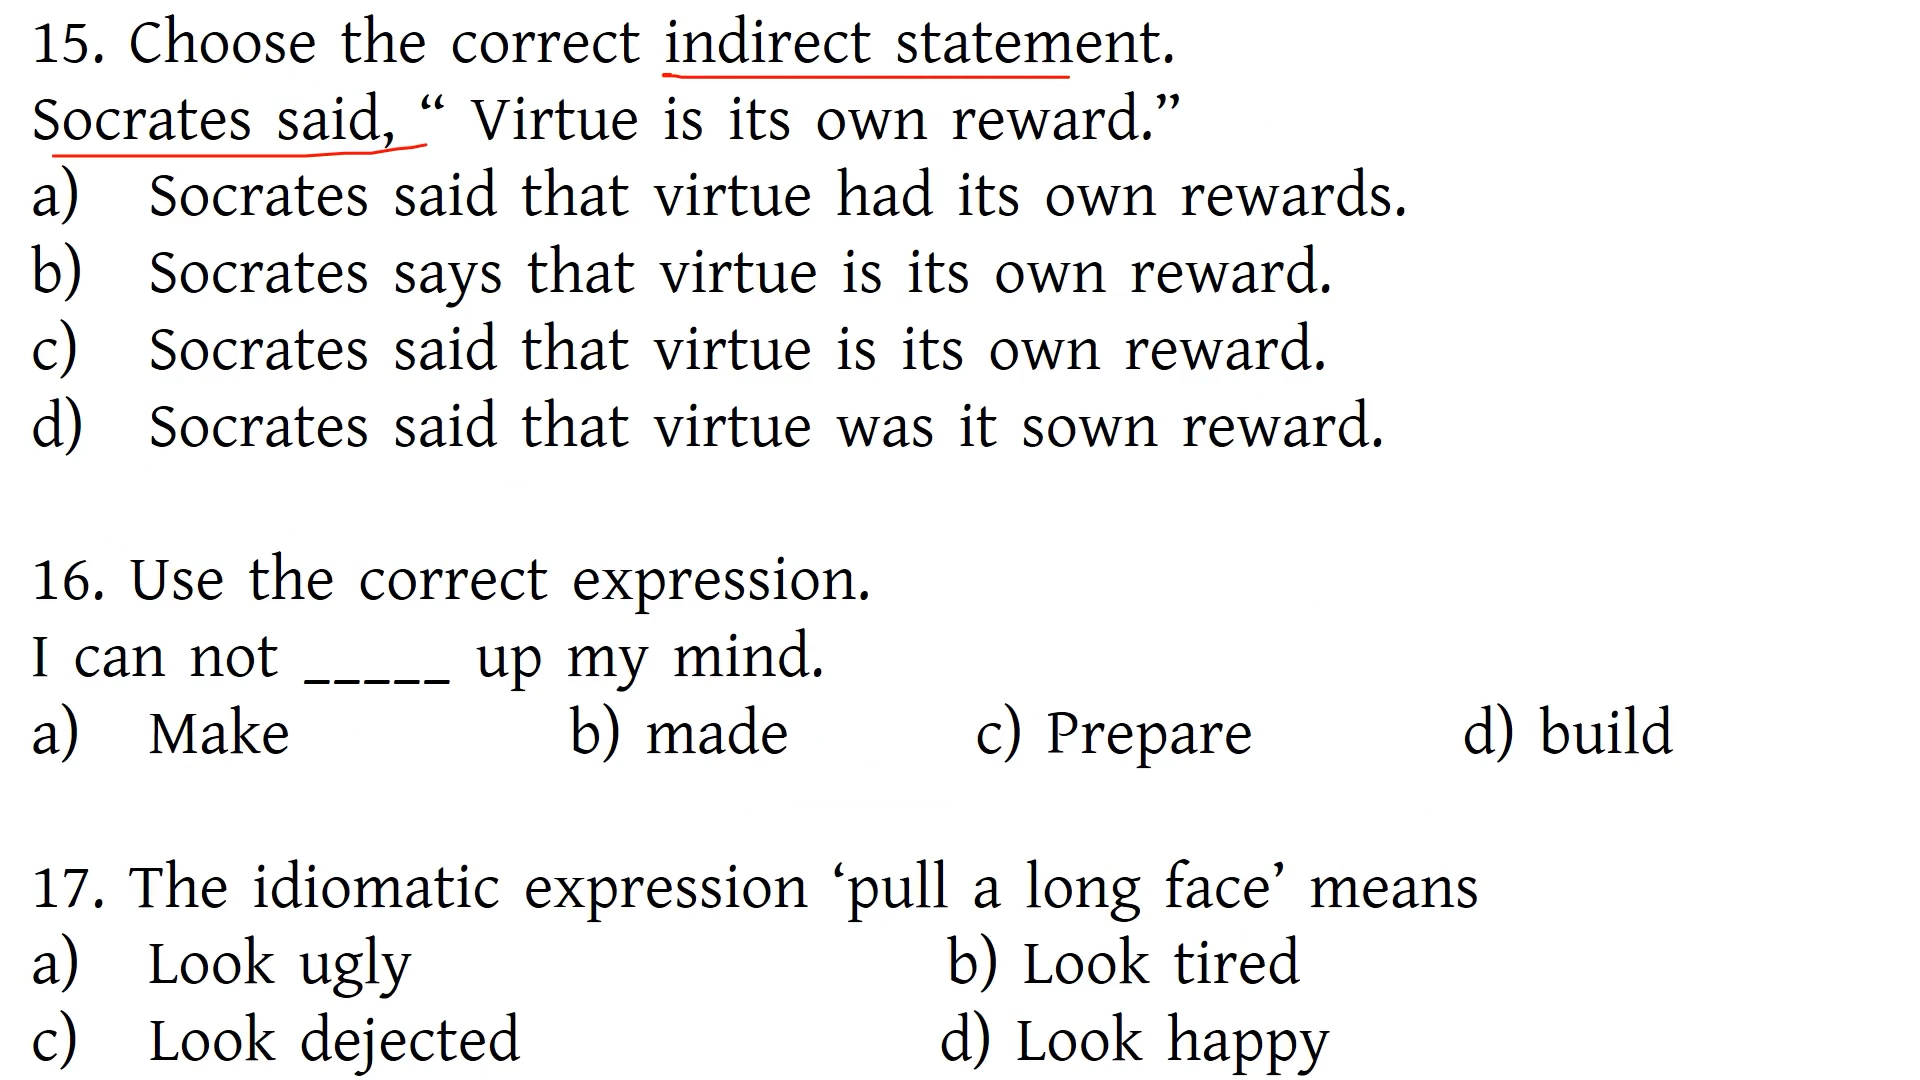 15. Choose the correct indirect statement.
Socrates said, “ Virtue is its own reward.”
a) Socrates said that virtue had its own rewards.
b) Socrates says that virtue is its own reward.
c) Socrates said that virtue is its own reward.
d) Socrates said that virtue was it sown reward.
16. Use the correct expression.
I can not _____ up my mind.
a) Make b) made c) Prepare d) build
17. The idiomatic expression ‘pull a long face’ means
a) Look ugly b) Look tired
c) Look dejected d) Look happy